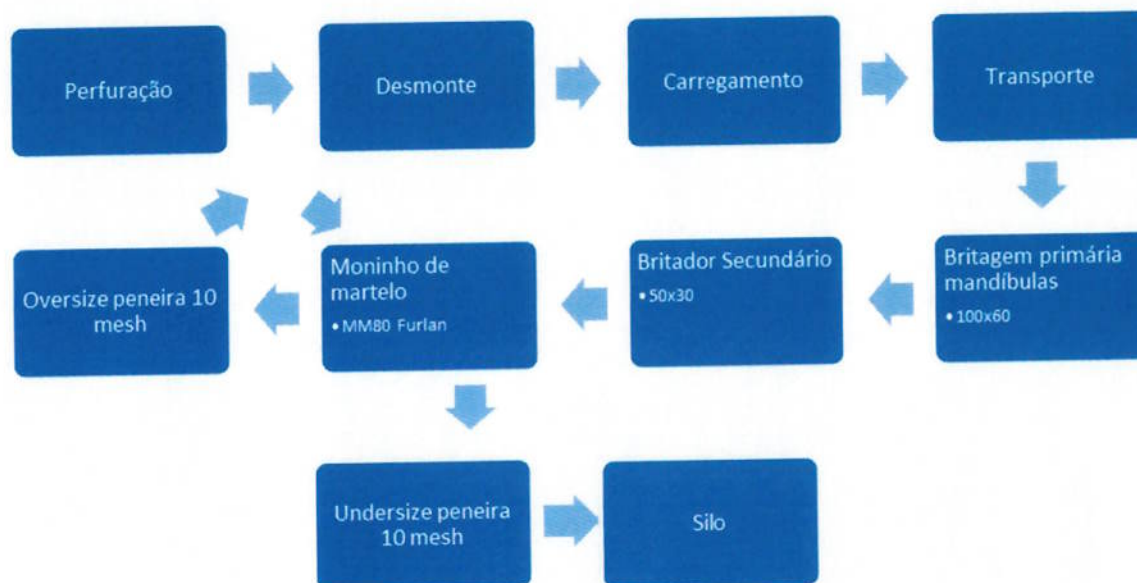 Perfuração
Desmonte
Carregamento
Transporte
Oversize peneira 10
mesh
Moninho de
martelo
• MM80 Furlan
Britador Secundário
• 50x30
Britagem primária
mandíbulas
• 100x60
Undersize peneira
10 mesh
Silo